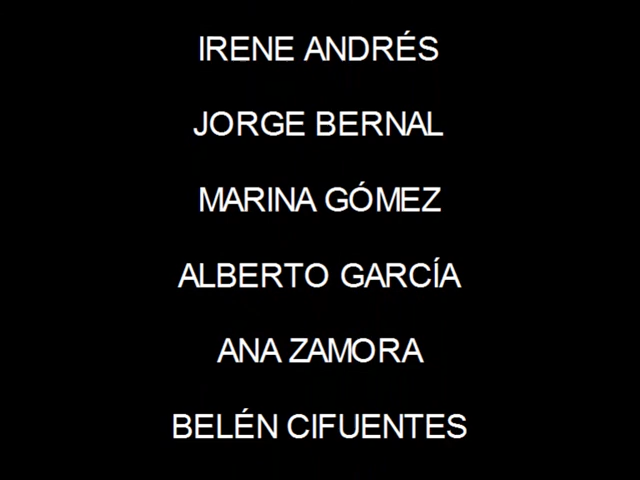 IRENE ANDRÉS
JORGE BERNAL
MARINA GÓMEZ
ALBERTO GARCÍA
ANA ZAMORA
BELÉN CIFUENTES